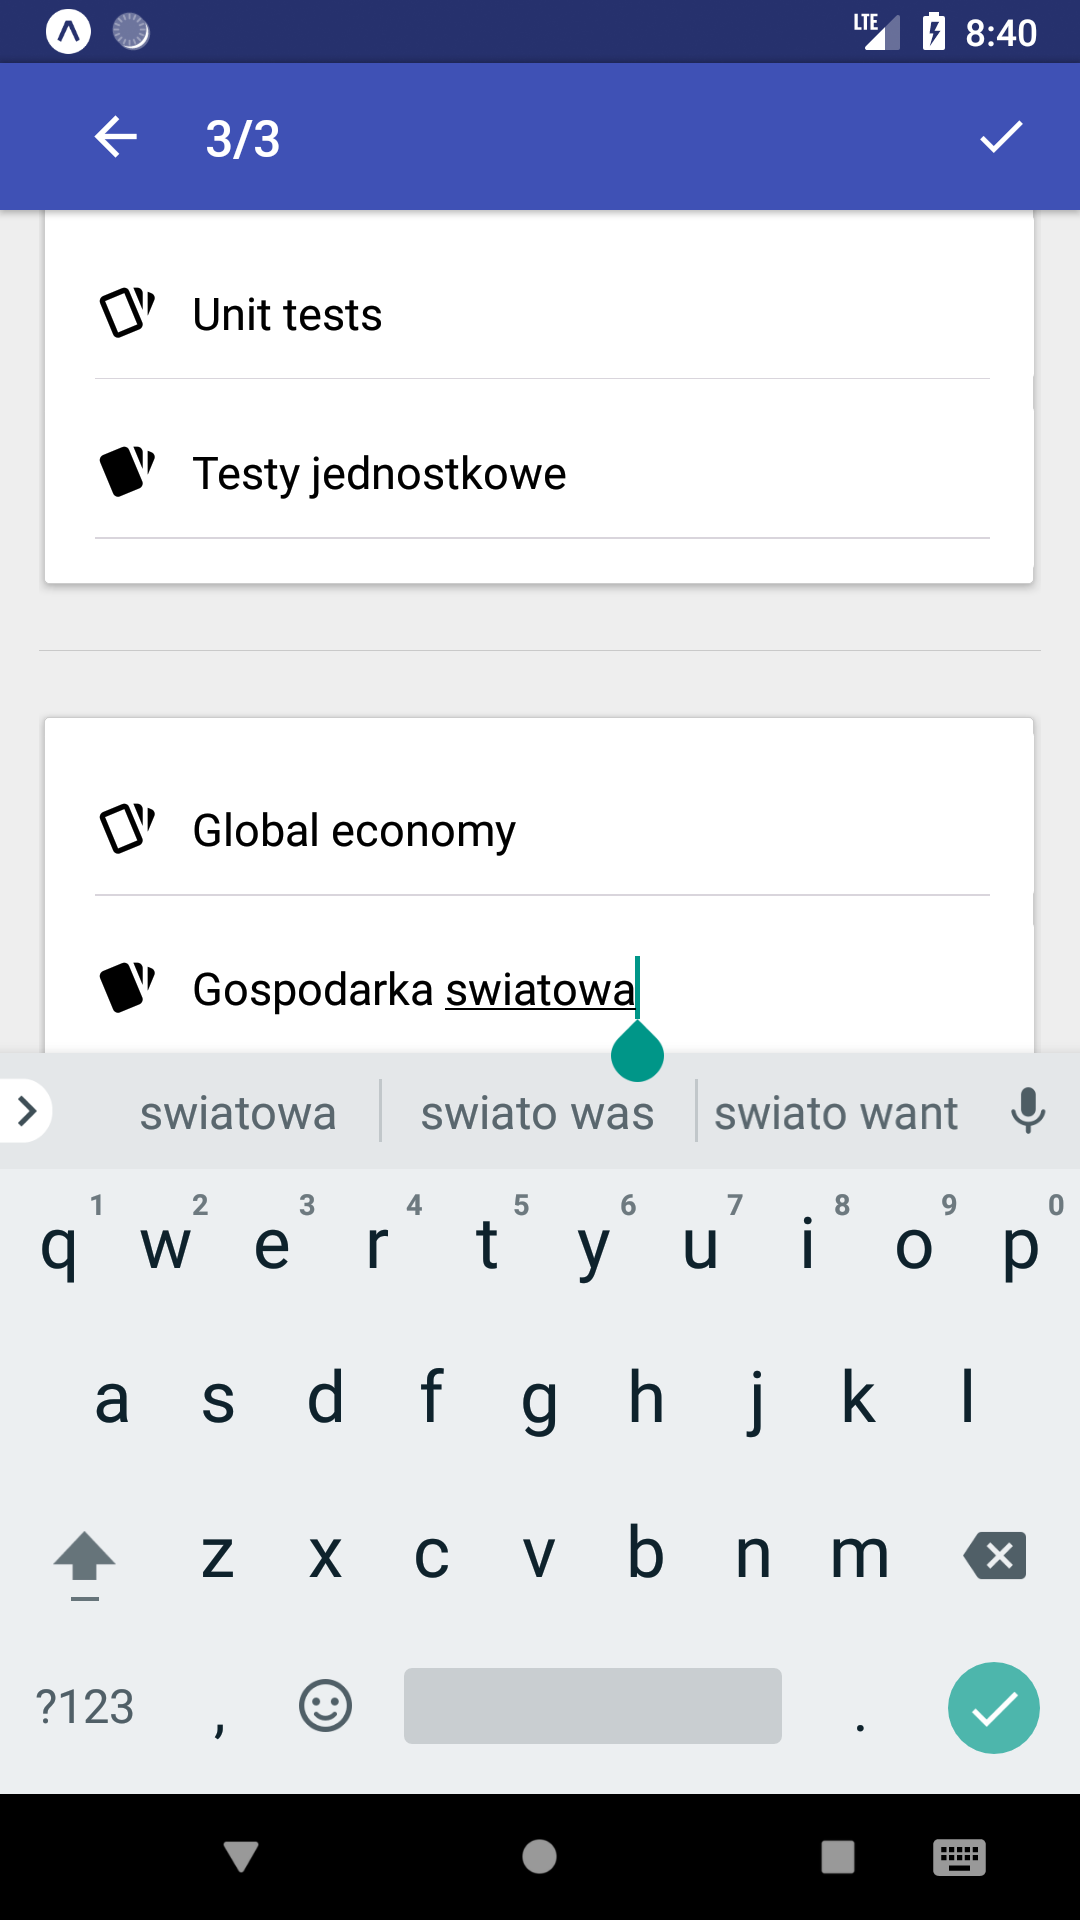 LTE 8:40
3/3
Unit tests
Testy jednostkowe
Global economy
Gospodarka swiatowa
swiatowa swiato was swiato want
1 2 3 4 5 6 7 8 9 0
q w e r t y u i o p
a s d f g h j k l
z x c v b n m
?123 , .